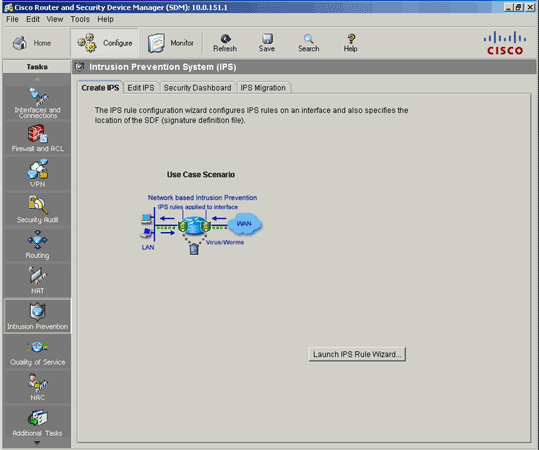 Cisco Router and Security Device Manager (SDM): 10.0.151.1
File Edit View Tools Help
Home Configure Monitor Refresh Save Search Help
CISCO
Tasks
Intrusion Prevention System (IPS)
Create IPS Edit IPS Security Dashboard IPS Migration
Interfaces and
Connections
Firewall and RCL
VPN
Security Audit
Routing
NAT
Intrusion Prevention
Quality of Service
NRC
Additional Tasks
The IPS rule configuration wizard configures IPS rules on an interface and also specifies the
location of the SDF (signature definition file).
Use Case Scenario
Network based Intrusion Prevention
IPS rules applied to interface
WAN
LAN
Virus/Worms
Launch IPS Rule Wizard...